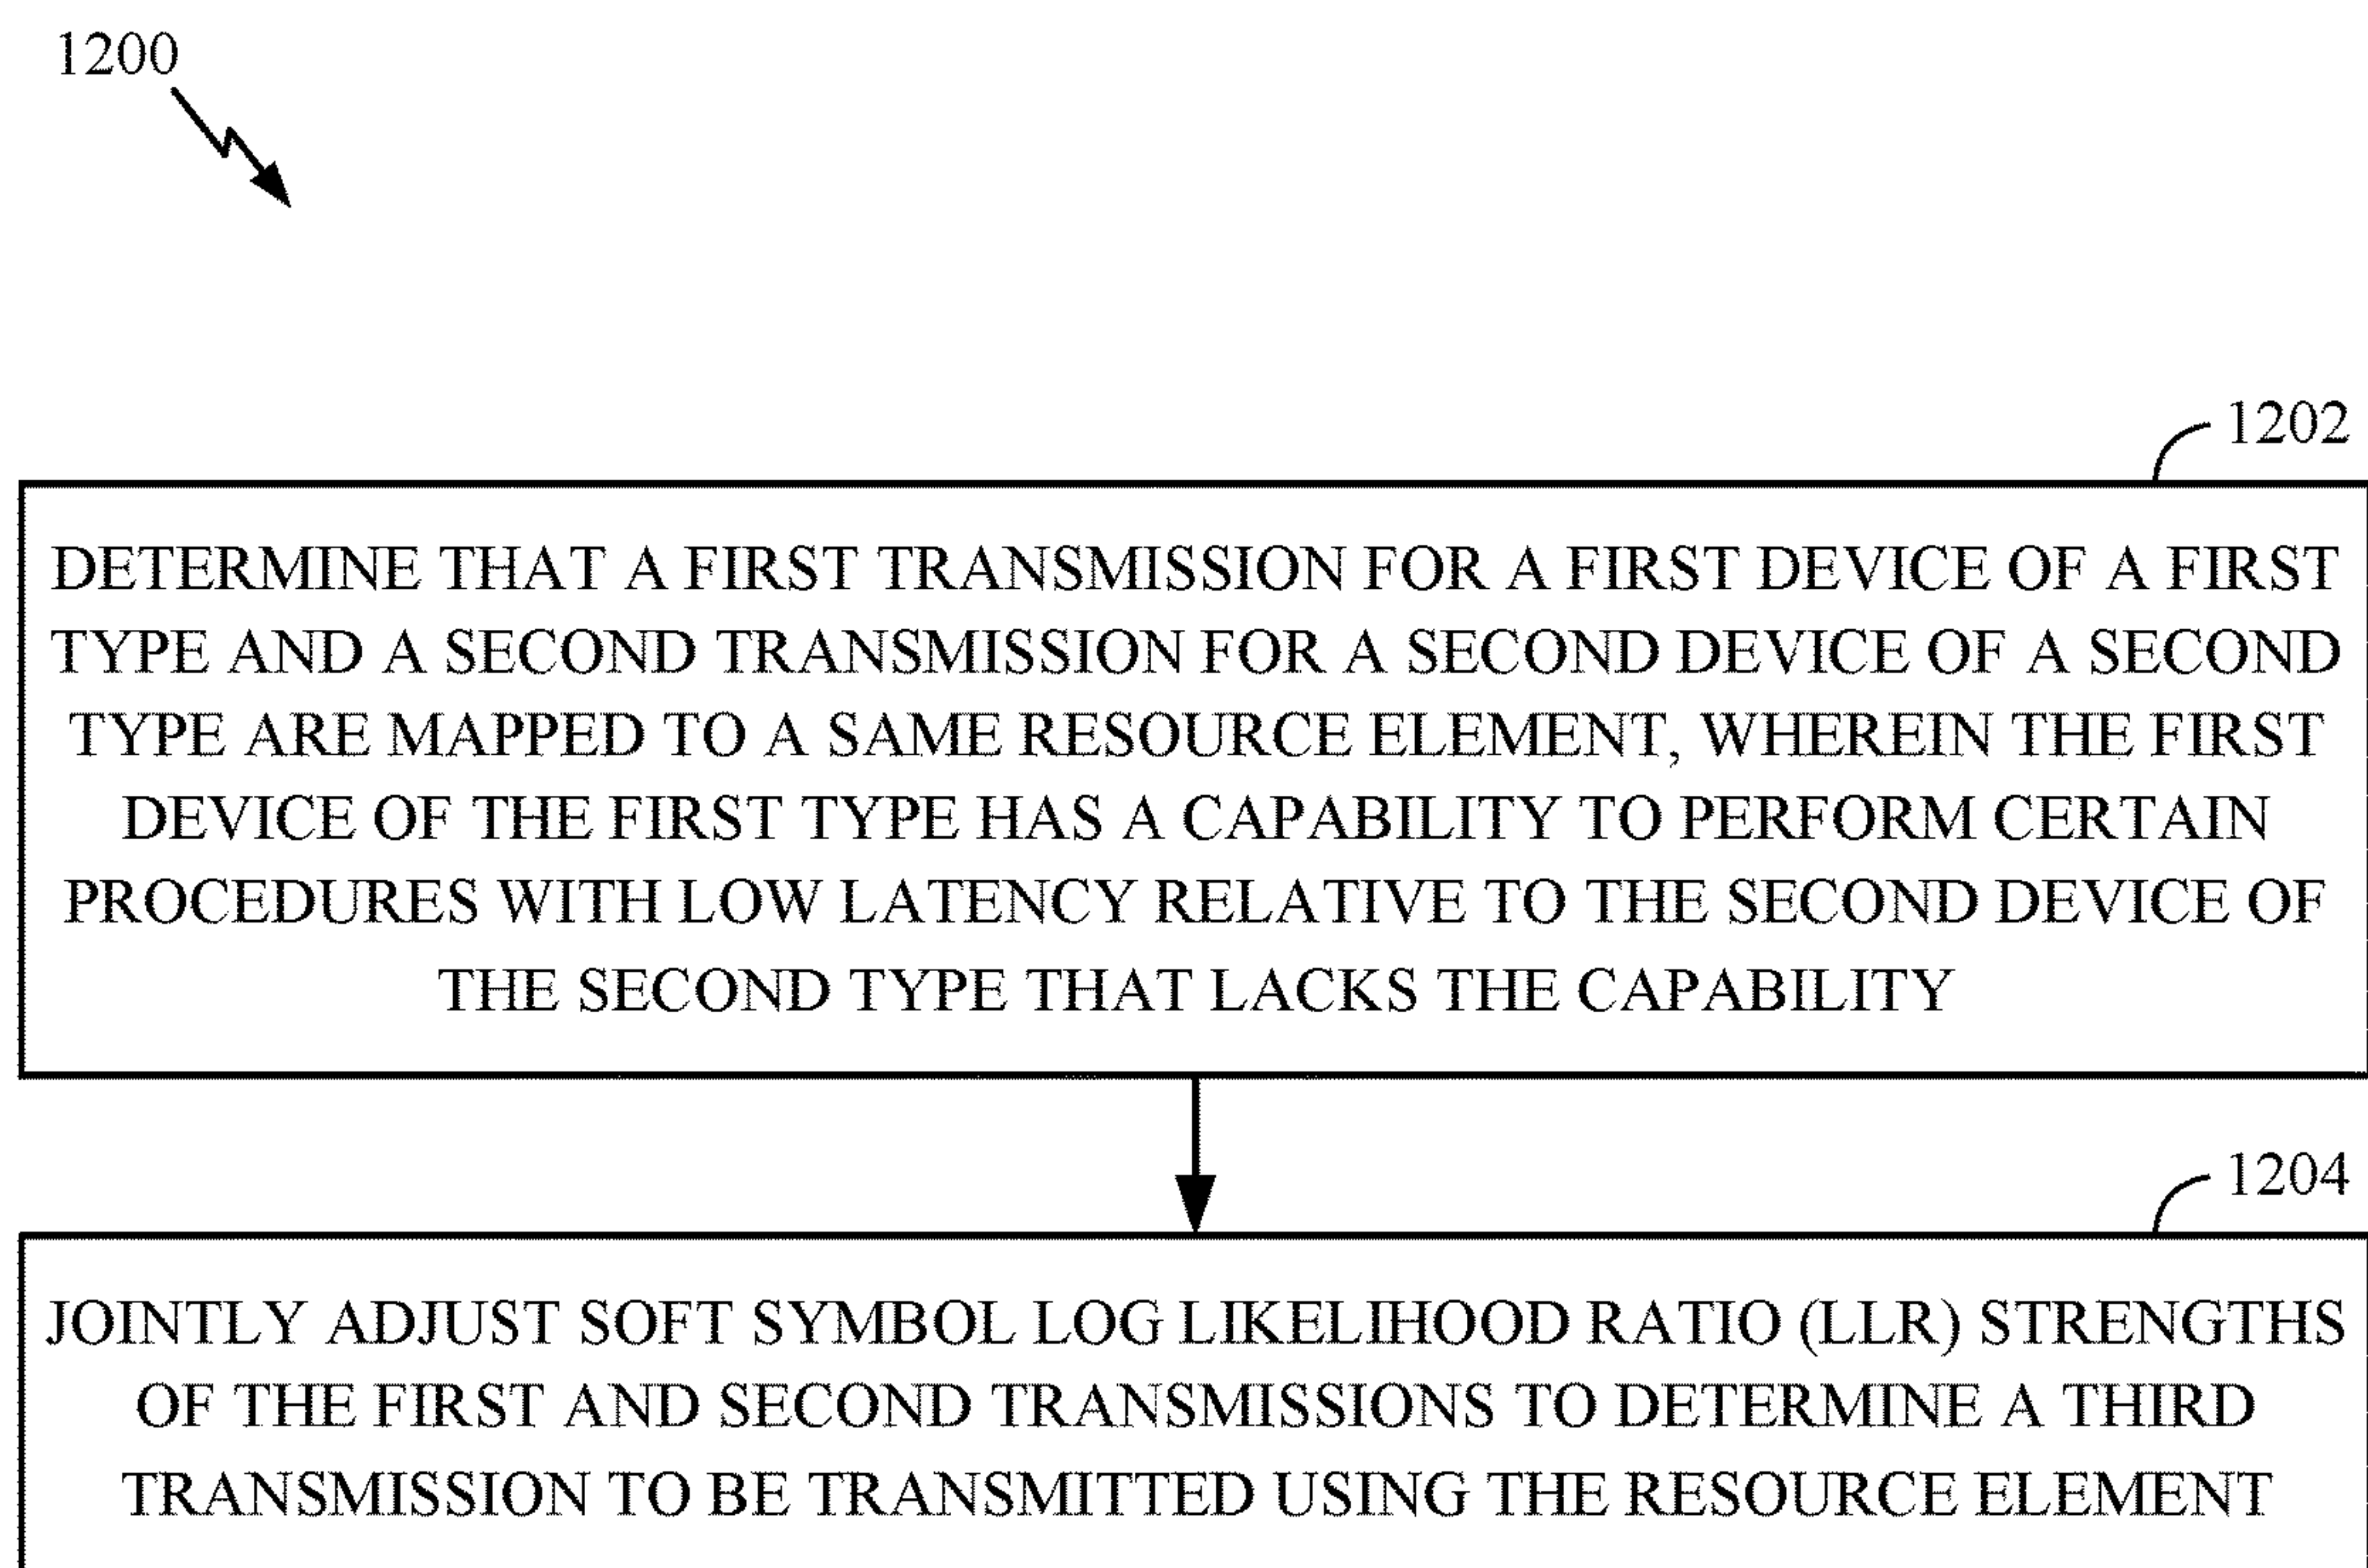 1200
1202
DETERMINE THAT A FIRST TRANSMISSION FOR A FIRST DEVICE OF A FIRST
TYPE AND A SECOND TRANSMISSION FOR A SECOND DEVICE OF A SECOND
TYPE ARE MAPPED TO A SAME RESOURCE ELEMENT, WHEREIN THE FIRST
DEVICE OF THE FIRST TYPE HAS A CAPABILITY TO PERFORM CERTAIN
PROCEDURES WITH LOW LATENCY RELATIVE TO THE SECOND DEVICE OF
THE SECOND TYPE THAT LACKS THE CAPABILITY
1204
JOINTLY ADJUST SOFT SYMBOL LOG LIKELIHOOD RATIO (LLR) STRENGTHS
OF THE FIRST AND SECOND TRANSMISSIONS TO DETERMINE A THIRD
TRANSMISSION TO BE TRANSMITTED USING THE RESOURCE ELEMENT